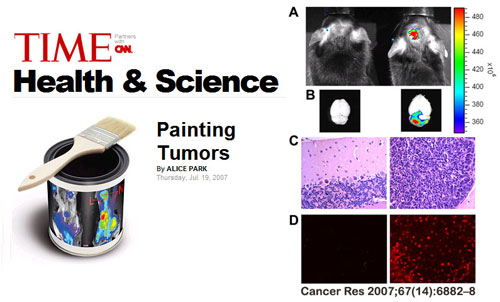 TIME
Partners
with
CNN.
Health & Science
Painting
Tumors
By ALICE PARK
Thursday, Jul. 19, 2007
A
480
460
440
420
400
380
360
x10⁴
B
C
D
Cancer Res 2007;67(14):6882–8